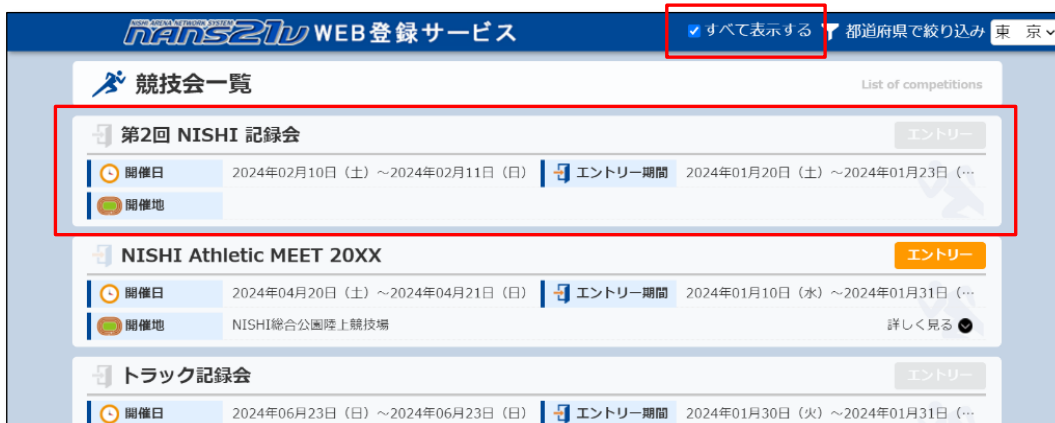 NISHI ARENA NETWORK SYSTEM
NANS21V WEB登録サービス
すべて表示する
都道府県で絞り込み 東 京
競技会一覧
List of competitions
第2回 NISHI 記録会
エントリー
開催日 2024年02月10日（土）～2024年02月11日（日） エントリー期間 2024年01月20日（土）～2024年01月23日（…
開催地
NISHI Athletic MEET 20XX
エントリー
開催日 2024年04月20日（土）～2024年04月21日（日） エントリー期間 2024年01月10日（水）～2024年01月31日（…
開催地 NISHI総合公園陸上競技場 詳しく見る
トラック記録会
エントリー
開催日 2024年06月23日（日）～2024年06月23日（日） エントリー期間 2024年01月30日（火）～2024年01月31日（…